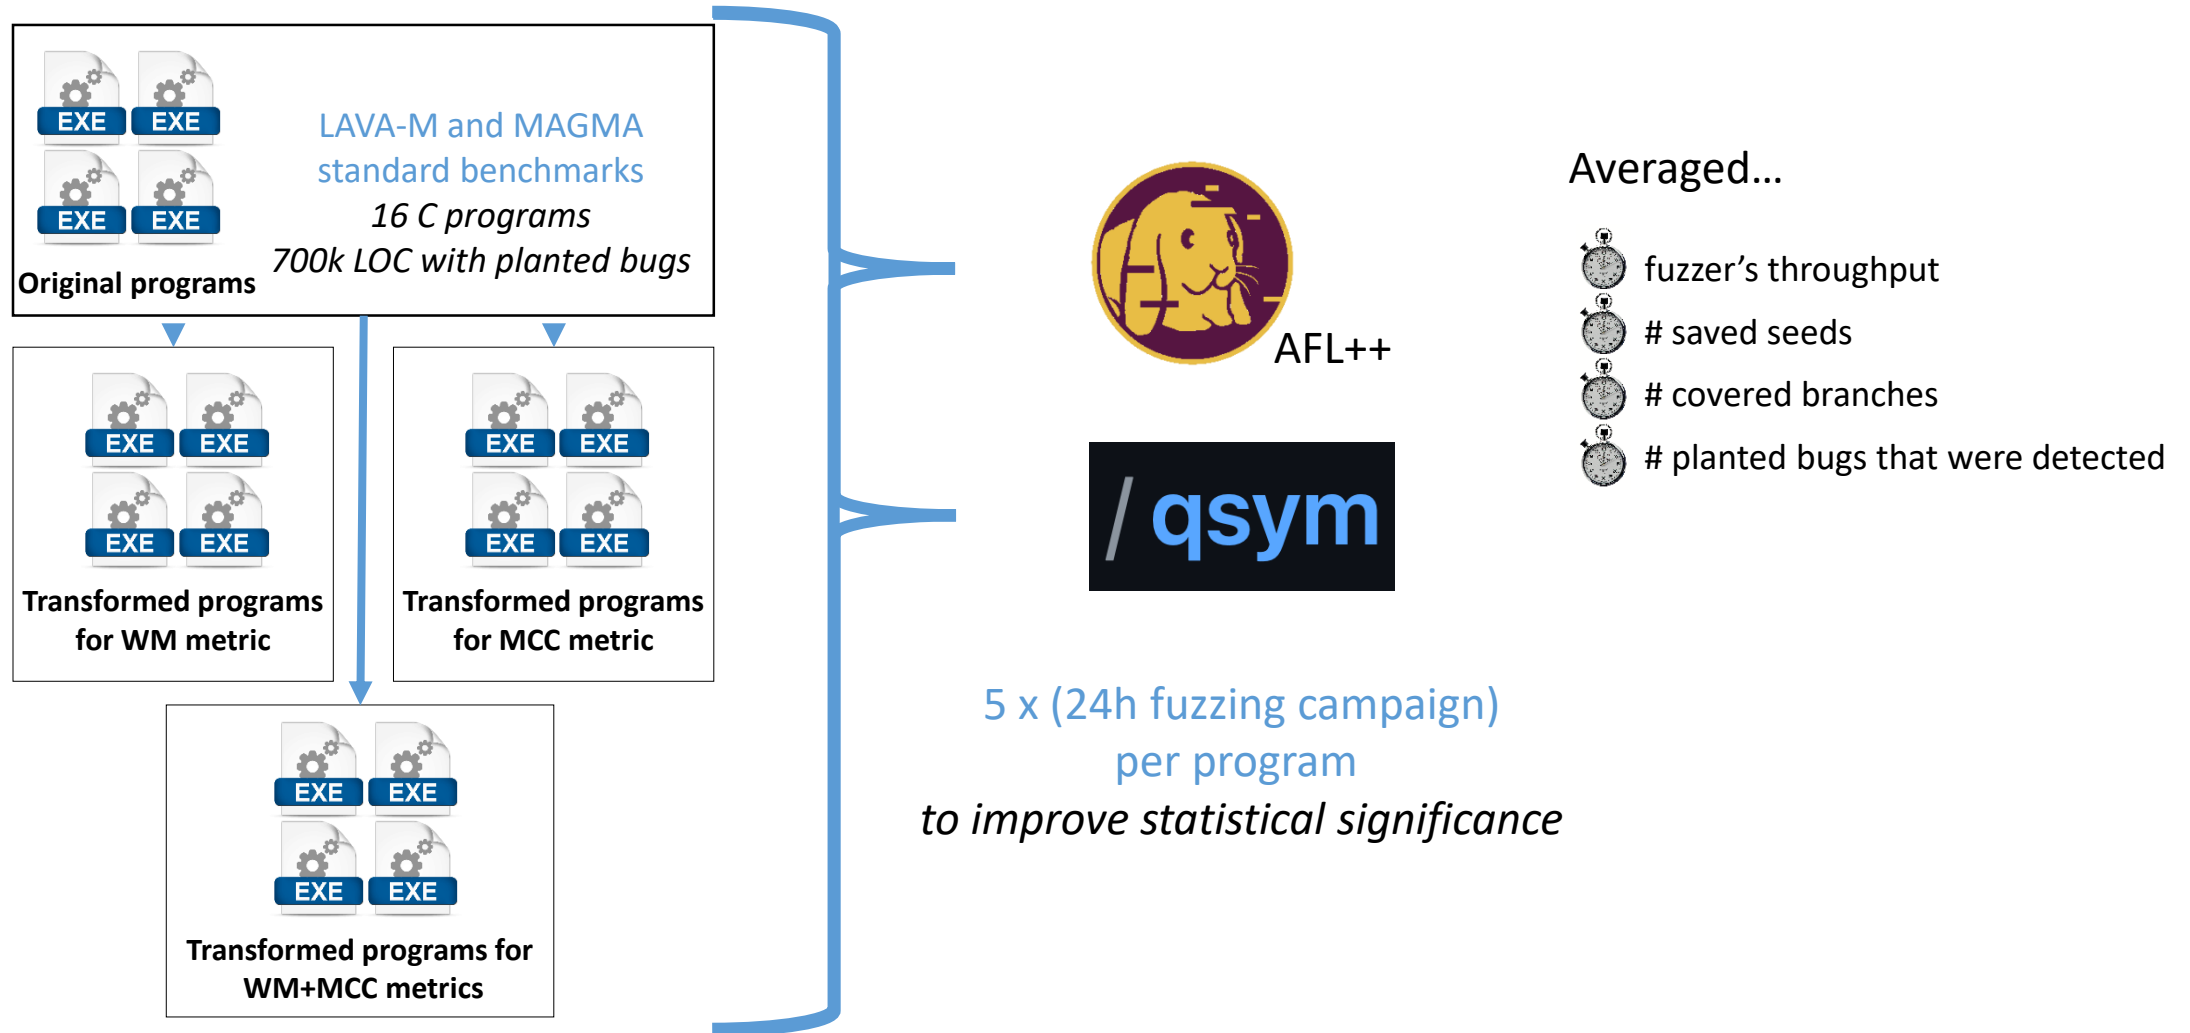 EXE EXE
EXE EXE
Original programs
LAVA-M and MAGMA
standard benchmarks
16 C programs
700k LOC with planted bugs
EXE EXE
EXE EXE
Transformed programs
for WM metric
EXE EXE
EXE EXE
Transformed programs
for MCC metric
EXE EXE
EXE EXE
Transformed programs for
WM+MCC metrics
AFL++
/ qsym
5 x (24h fuzzing campaign)
per program
to improve statistical significance
Averaged...
fuzzer’s throughput
# saved seeds
# covered branches
# planted bugs that were detected